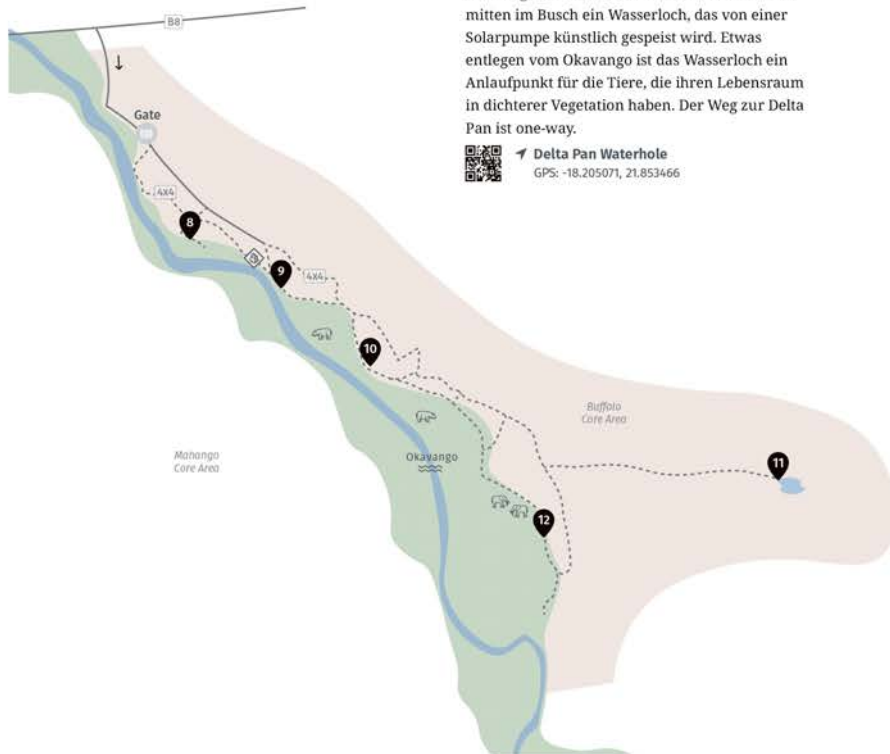 mitten im Busch ein Wasserloch, das von einer
Solarpumpe künstlich gespeist wird. Etwas
entlegen vom Okavango ist das Wasserloch ein
Anlaufpunkt für die Tiere, die ihren Lebensraum
in dichterer Vegetation haben. Der Weg zur Delta
Pan ist one-way.
Delta Pan Waterhole
GPS: -18.205071, 21.853466
B8
Gate
4x4
8
9
4x4
10
Buffalo
Core Area
Mahango
Core Area
Okavango
11
12